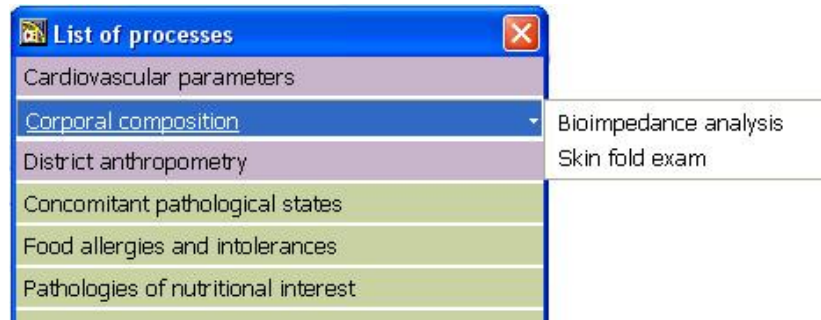 List of processes
Cardiovascular parameters
Corporal composition
Bioimpedance analysis
Skin fold exam
District anthropometry
Concomitant pathological states
Food allergies and intolerances
Pathologies of nutritional interest